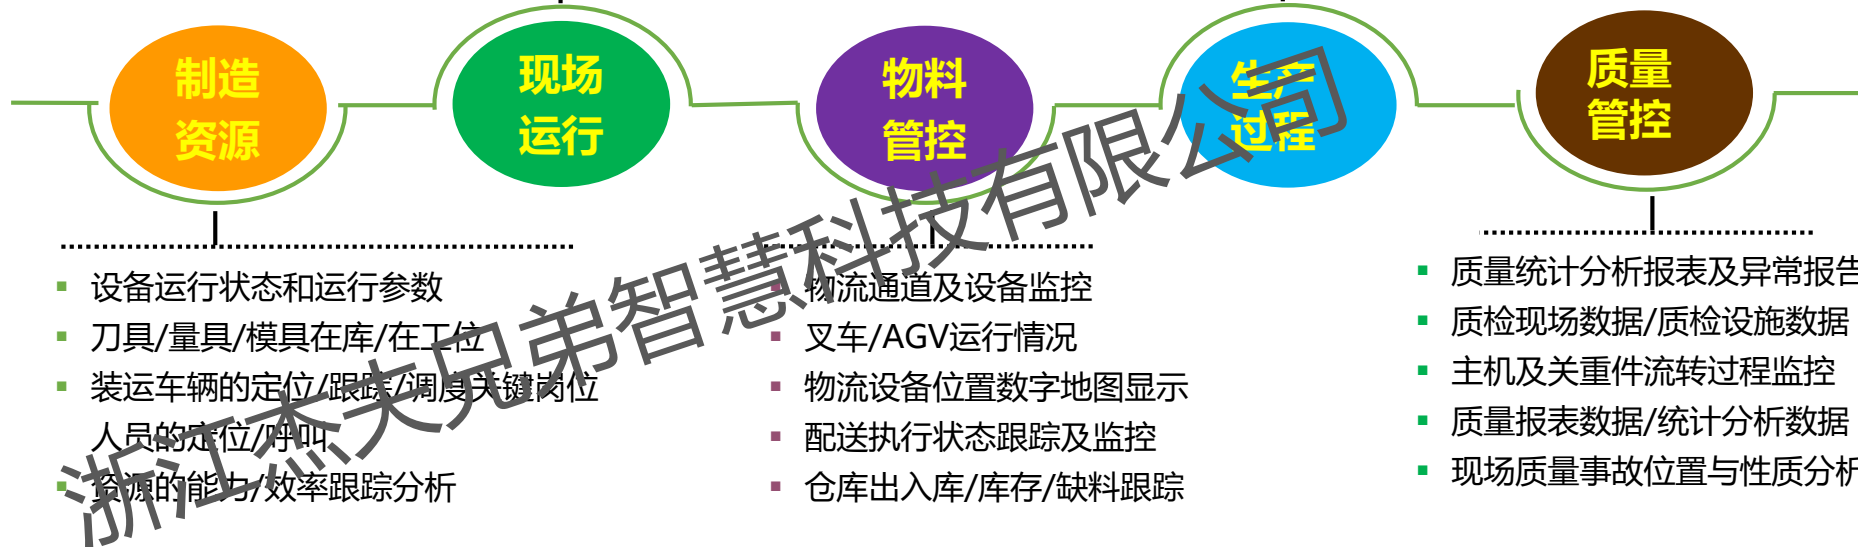 制造
资源
现场
运行
物料
管控
生产
过程
质量
管控
设备运行状态和运行参数
刀具/量具/模具在库/在工位
装运车辆的定位/跟踪/调度关键岗位
人员的定位/呼叫
资源的能力/效率跟踪分析
物流通道及设备监控
叉车/AGV运行情况
物流设备位置数字地图显示
配送执行状态跟踪及监控
仓库出入库/库存/缺料跟踪
质量统计分析报表及异常报告
质检现场数据/质检设施数据
主机及关重件流转过程监控
质量报表数据/统计分析数据
现场质量事故位置与性质分析
浙江杰夫兄弟智慧科技有限公司